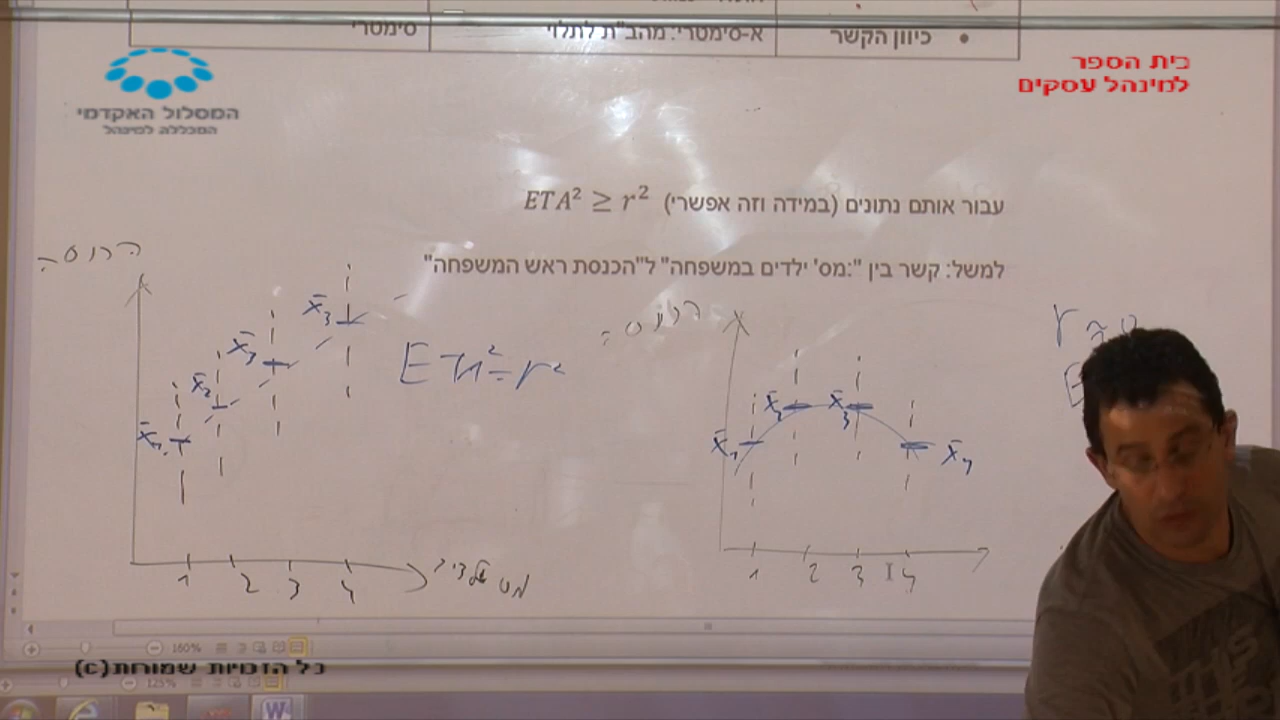 • כיוון הקשר א-סימטרי: מהב"ת לתלוי סימטרי
בית הספר
למינהל עסקים
המסלול האקדמי
המכללה למינהל
עבור אותם נתונים (במידה וזה אפשרי) ETA² ≥ r²
למשל: קשר בין "מס' ילדים במשפחה" ל"הכנסת ראש המשפחה"
הכנסה
x̄₁ x̄₂ x̄₃ x̄₃
Eta² = r²
1 2 3 4
מס ילדים
הכנסה
r ≈ 0
E
x̄₁ x̄₂ x̄₃ x̄₄
1 2 3 4
160%
כל הזכויות שמורות (c)
125%